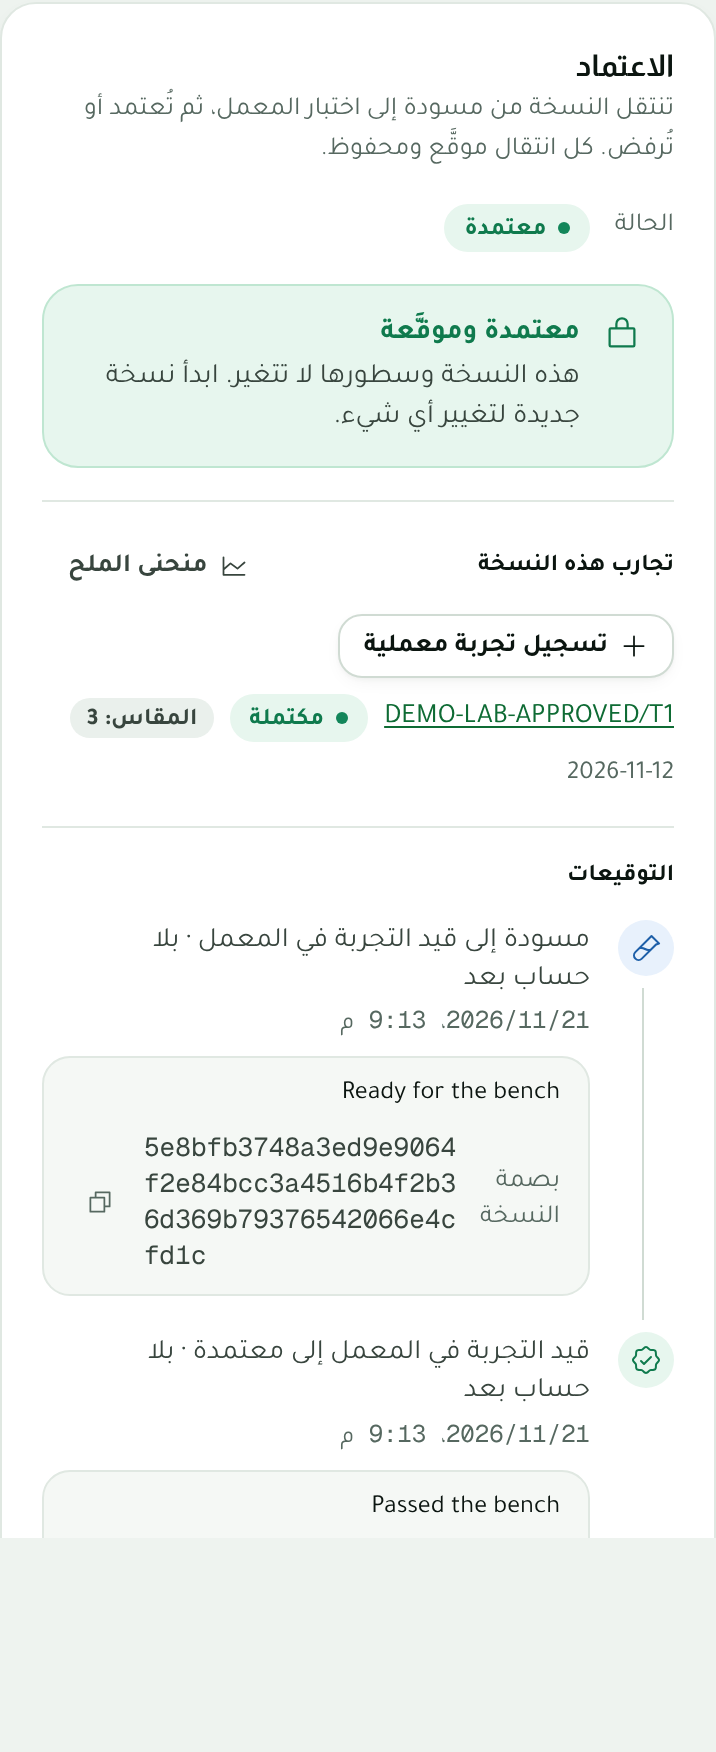 الاعتماد
تنتقل النسخة من مسودة إلى اختبار المعمل، ثم تُعتمد أو
تُرفض. كل انتقال موقَّع ومحفوظ.
الحالة
معتمدة
معتمدة وموقَّعة
هذه النسخة وسطورها لا تتغير. ابدأ نسخة
جديدة لتغيير أي شيء.
تجارب هذه النسخة
منحنى الملح
تسجيل تجربة معملية
DEMO-LAB-APPROVED/T1
مكتملة
المقاس: 3
2026-11-12
التوقيعات
مسودة إلى قيد التجربة في المعمل · بلا
حساب بعد
2026/11/21، 9:13 م
Ready for the bench
بصمة
النسخة
5e8bfb3748a3ed9e9064
f2e84bcc3a4516b4f2b3
6d369b79376542066e4c
fd1c
قيد التجربة في المعمل إلى معتمدة · بلا
حساب بعد
2026/11/21، 9:13 م
Passed the bench